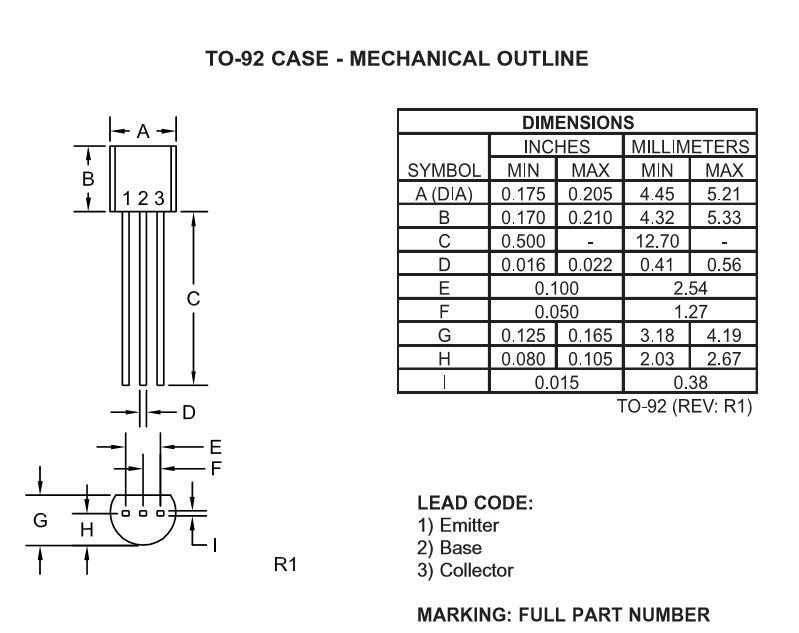 TO-92 CASE - MECHANICAL OUTLINE
A
B
1 2 3
C
D
E
F
G
H
I
R1
DIMENSIONS
INCHES MILLIMETERS
SYMBOL MIN MAX MIN MAX
A (DIA) 0.175 0.205 4.45 5.21
B 0.170 0.210 4.32 5.33
C 0.500 - 12.70 -
D 0.016 0.022 0.41 0.56
E 0.100 2.54
F 0.050 1.27
G 0.125 0.165 3.18 4.19
H 0.080 0.105 2.03 2.67
I 0.015 0.38
TO-92 (REV: R1)
LEAD CODE:
1) Emitter
2) Base
3) Collector
MARKING: FULL PART NUMBER